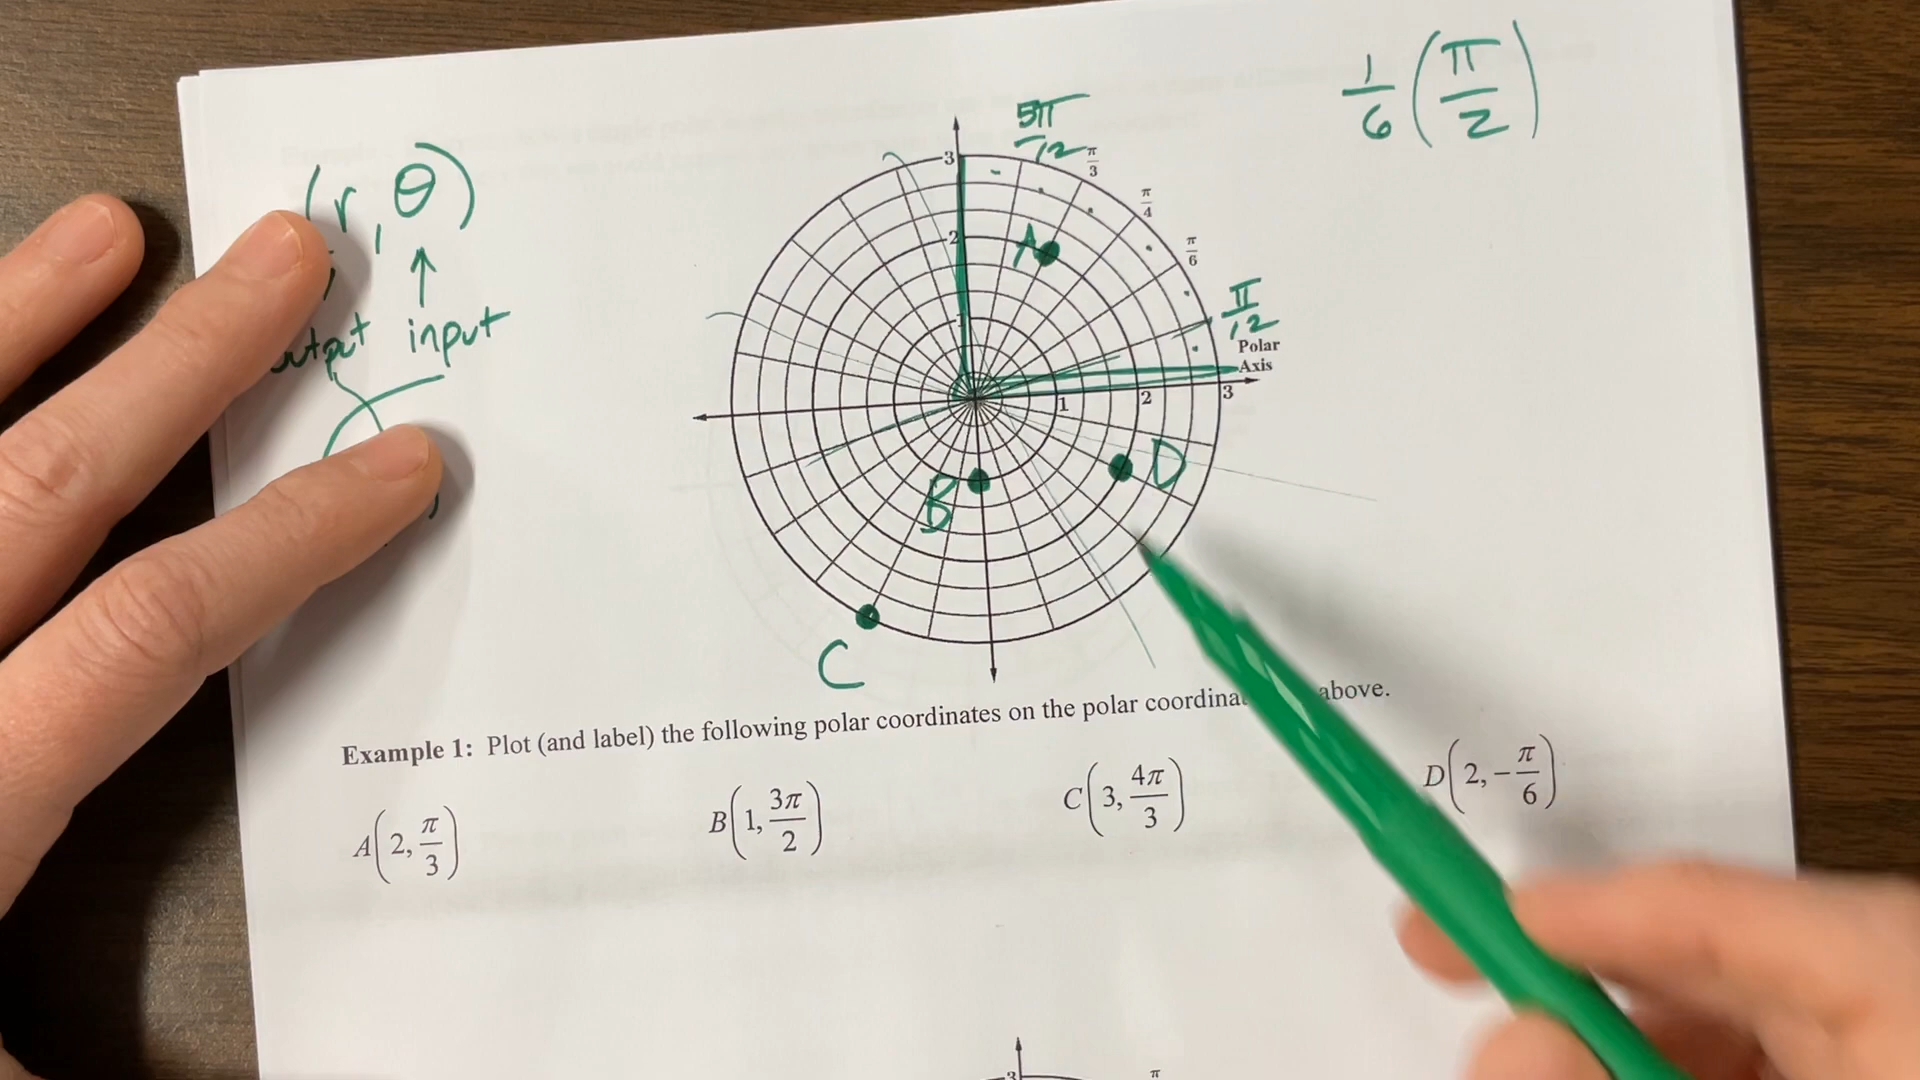 1/6 (π/2)
(r, θ)
input
5π/12
π/3
π/4
π/6
π/12
Polar
Axis
3
2
1
1
2
3
A
B
C
D
Example 1: Plot (and label) the following polar coordinates on the polar above.
A(2, π/3) B(1, 3π/2) C(3, 4π/3) D(2, -π/6)
3
π